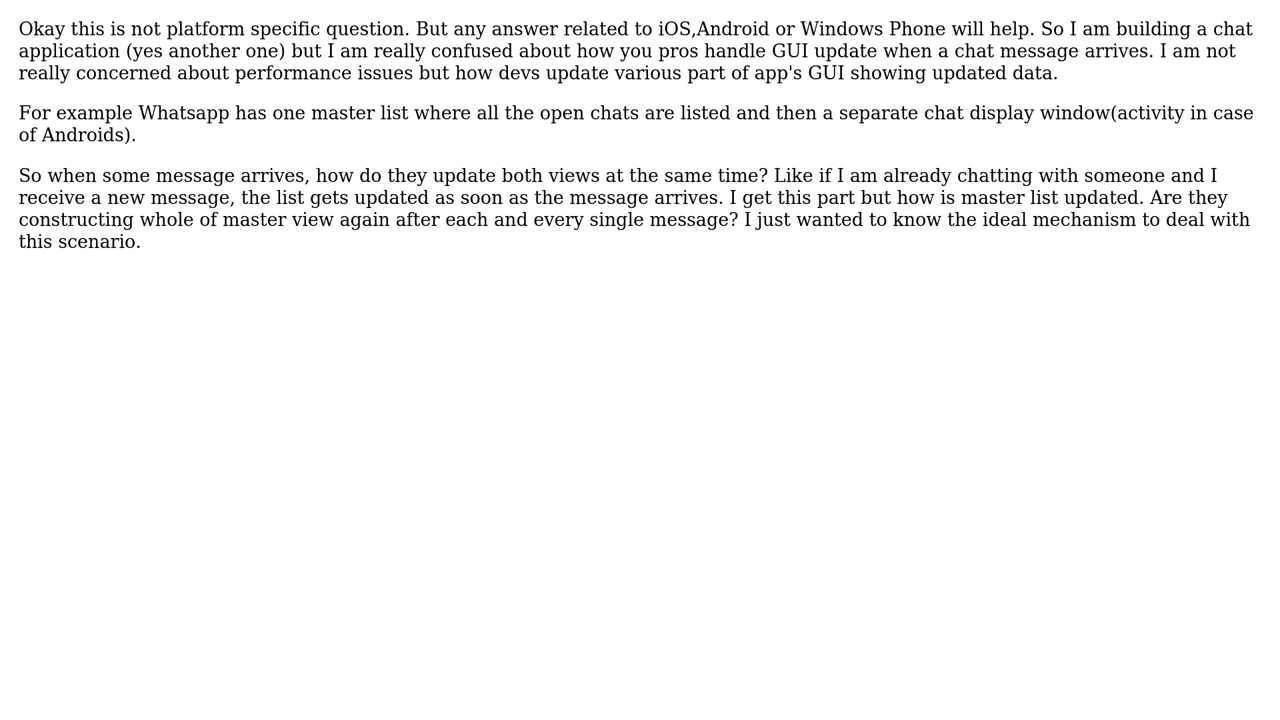 Okay this is not platform specific question. But any answer related to iOS,Android or Windows Phone will help. So I am building a chat
application (yes another one) but I am really confused about how you pros handle GUI update when a chat message arrives. I am not
really concerned about performance issues but how devs update various part of app's GUI showing updated data.
For example Whatsapp has one master list where all the open chats are listed and then a separate chat display window(activity in case
of Androids).
So when some message arrives, how do they update both views at the same time? Like if I am already chatting with someone and I
receive a new message, the list gets updated as soon as the message arrives. I get this part but how is master list updated. Are they
constructing whole of master view again after each and every single message? I just wanted to know the ideal mechanism to deal with
this scenario.